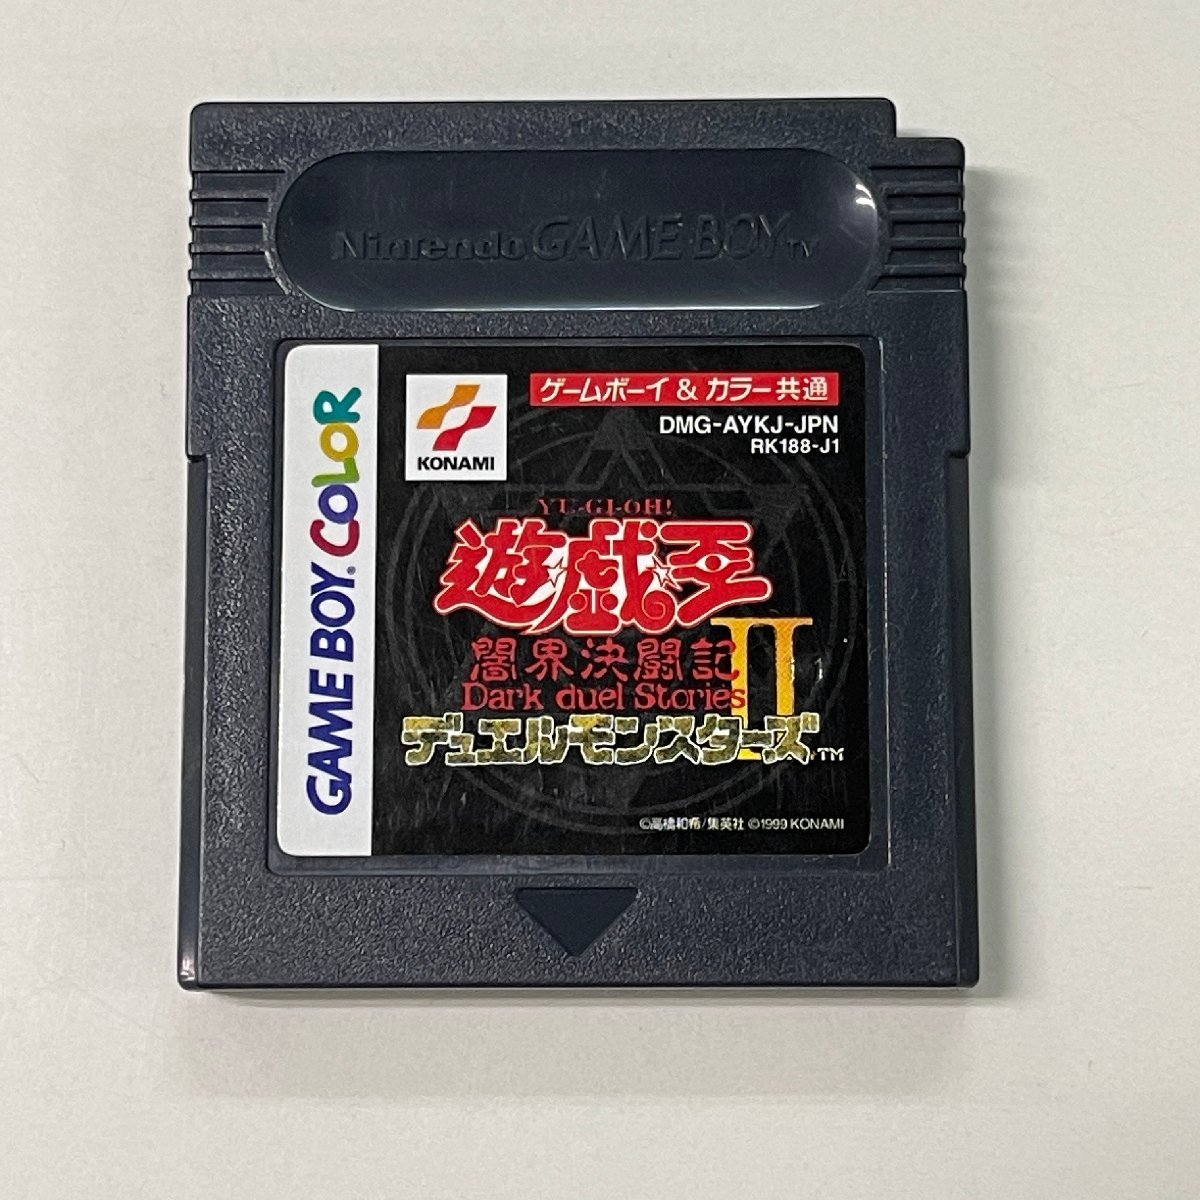 Nintendo GAME BOY TM
GAME BOY COLOR
KONAMI
ゲームボーイ & カラー共通
DMG-AYKJ-JPN
RK188-J1
YU-GI-OH!
遊☆戯☆王
闇界決闘記
Dark duel Stories
II
デュエルモンスターズ TM
©高橋和希/集英社 ©1999 KONAMI